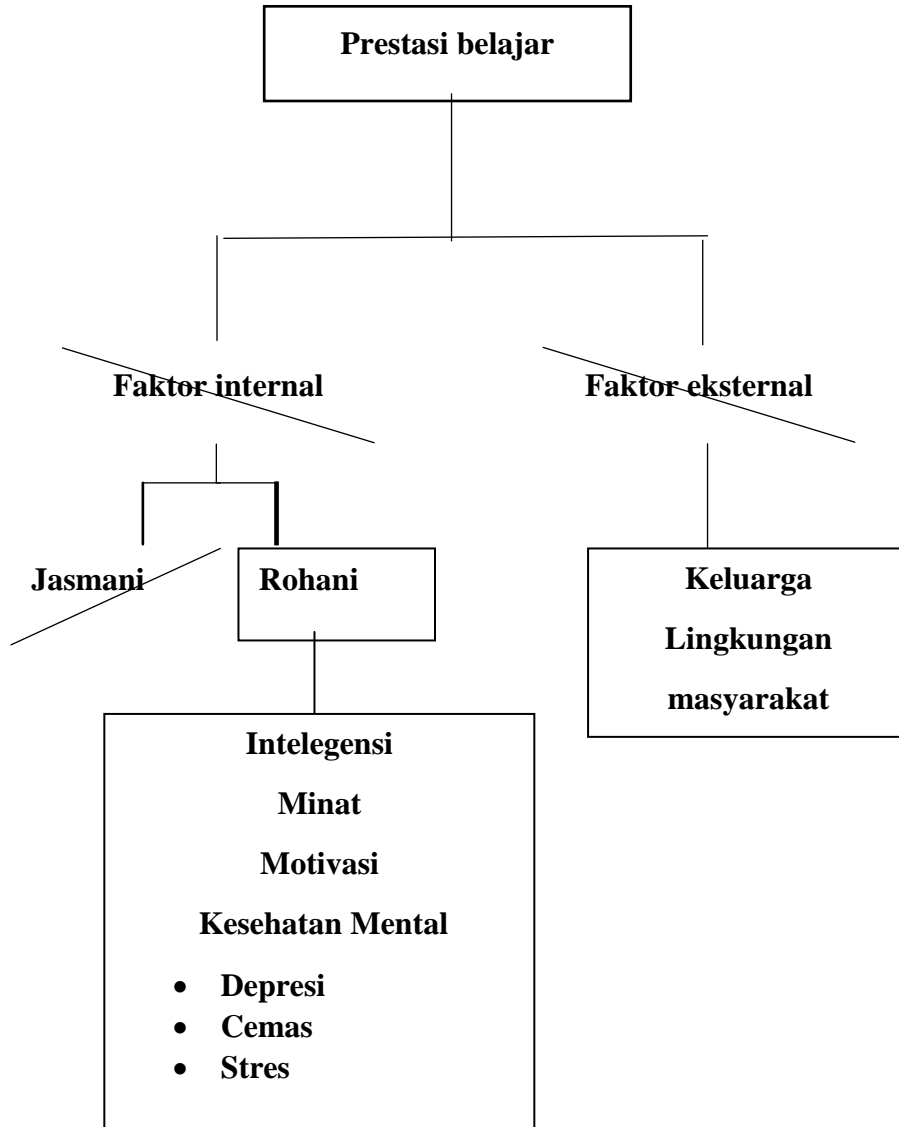 Prestasi belajar
Faktor internal
Faktor eksternal
Jasmani
Rohani
Keluarga
Lingkungan
masyarakat
Intelegensi
Minat
Motivasi
Kesehatan Mental
• Depresi
• Cemas
• Stres